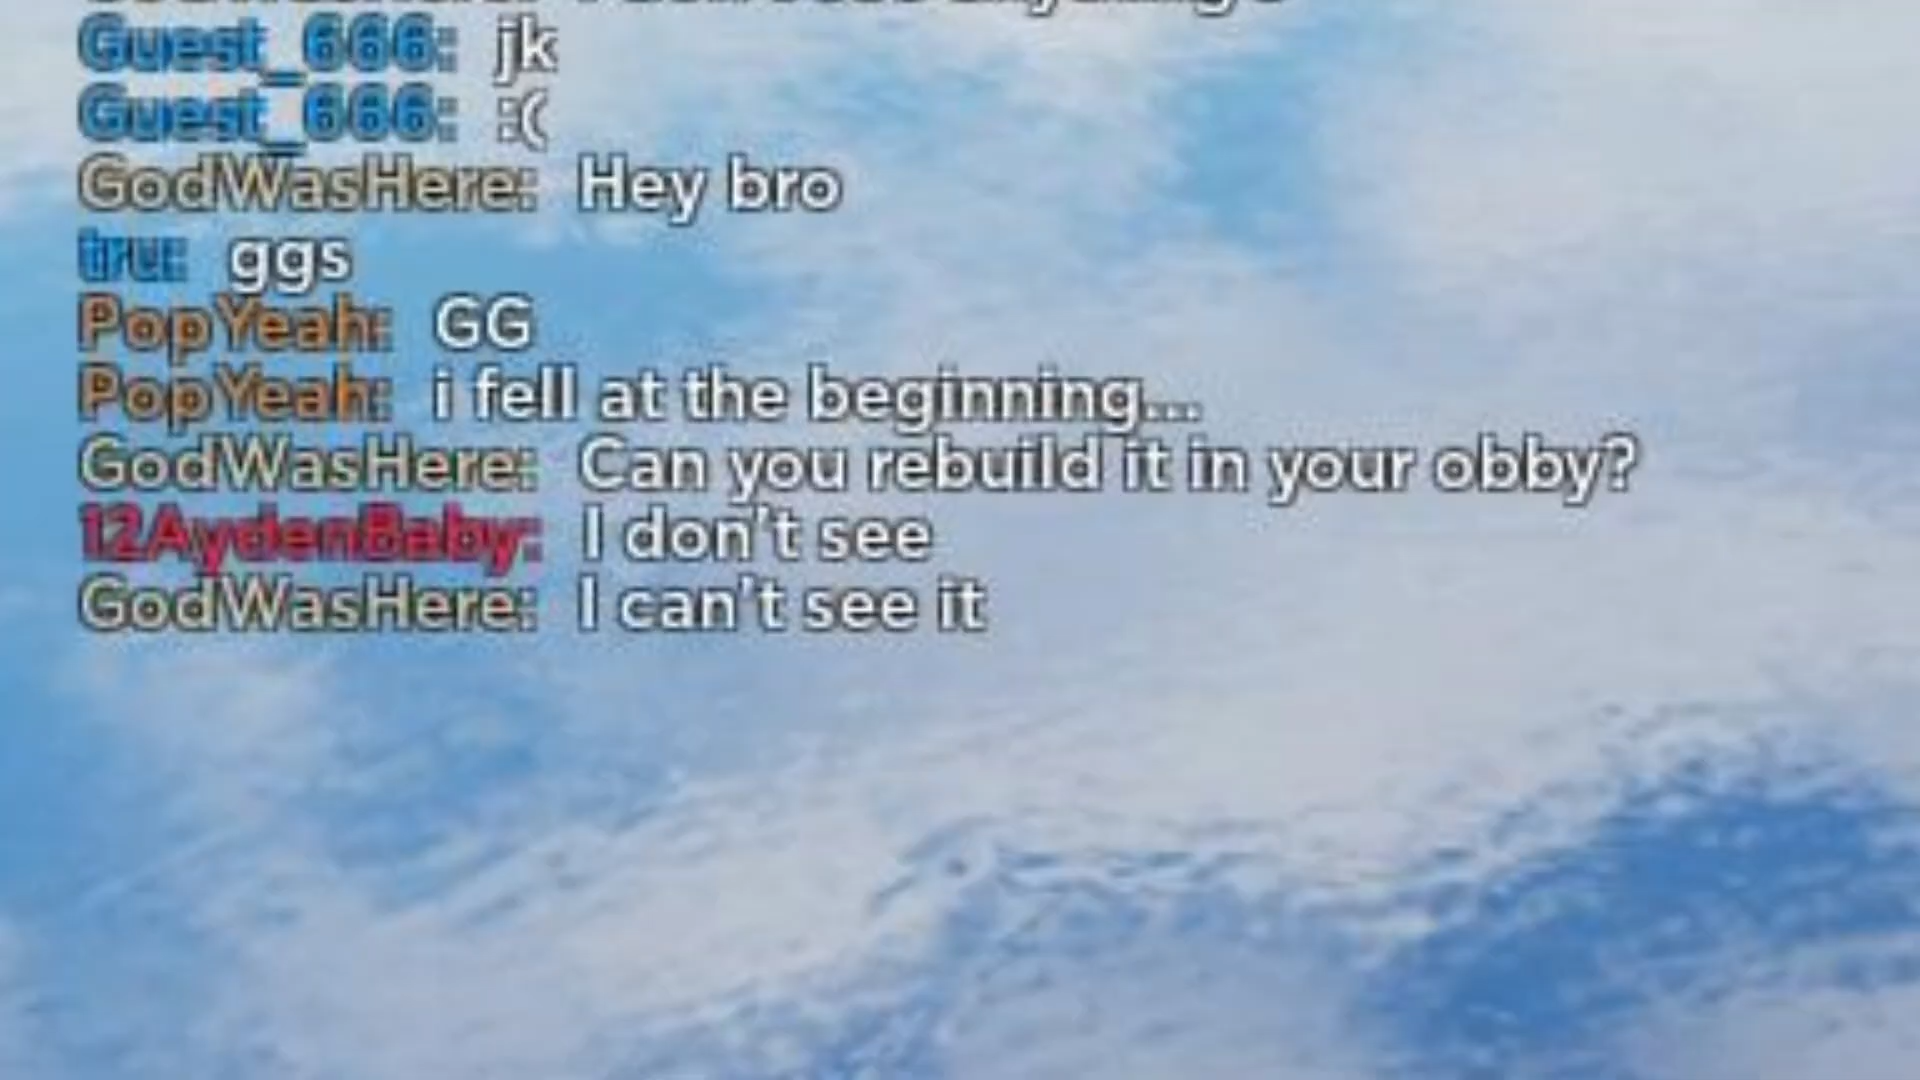 Guest_666: jk
Guest_666: :(
GodWasHere: Hey bro
tru: ggs
PopYeah: GG
PopYeah: i fell at the beginning...
GodWasHere: Can you rebuild it in your obby?
12AydenBaby: I don't see
GodWasHere: I can't see it